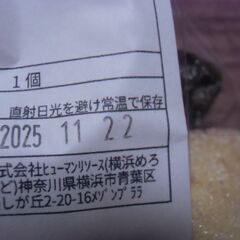 1個
直射日光を避け常温で保存
2025 11 22
式会社ヒューマンリソース(横浜めろ
ど)神奈川県横浜市青葉区
しが丘2-20-16メゾンプララ